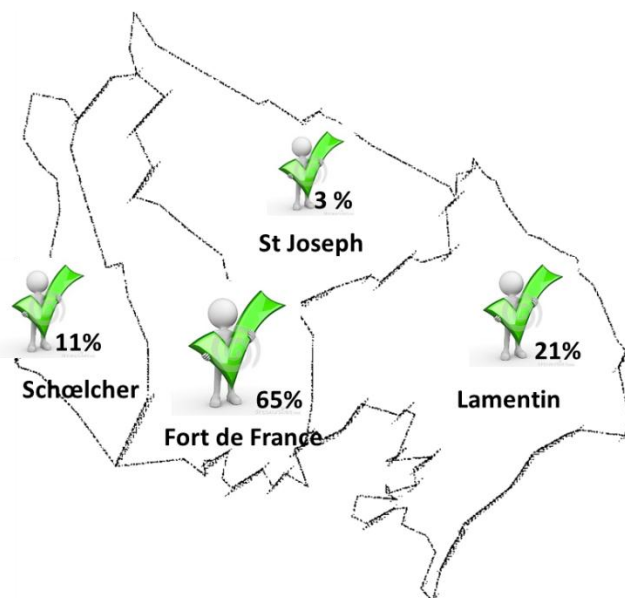 3 %
St Joseph
11%
Schœlcher
65%
Fort de France
21%
Lamentin